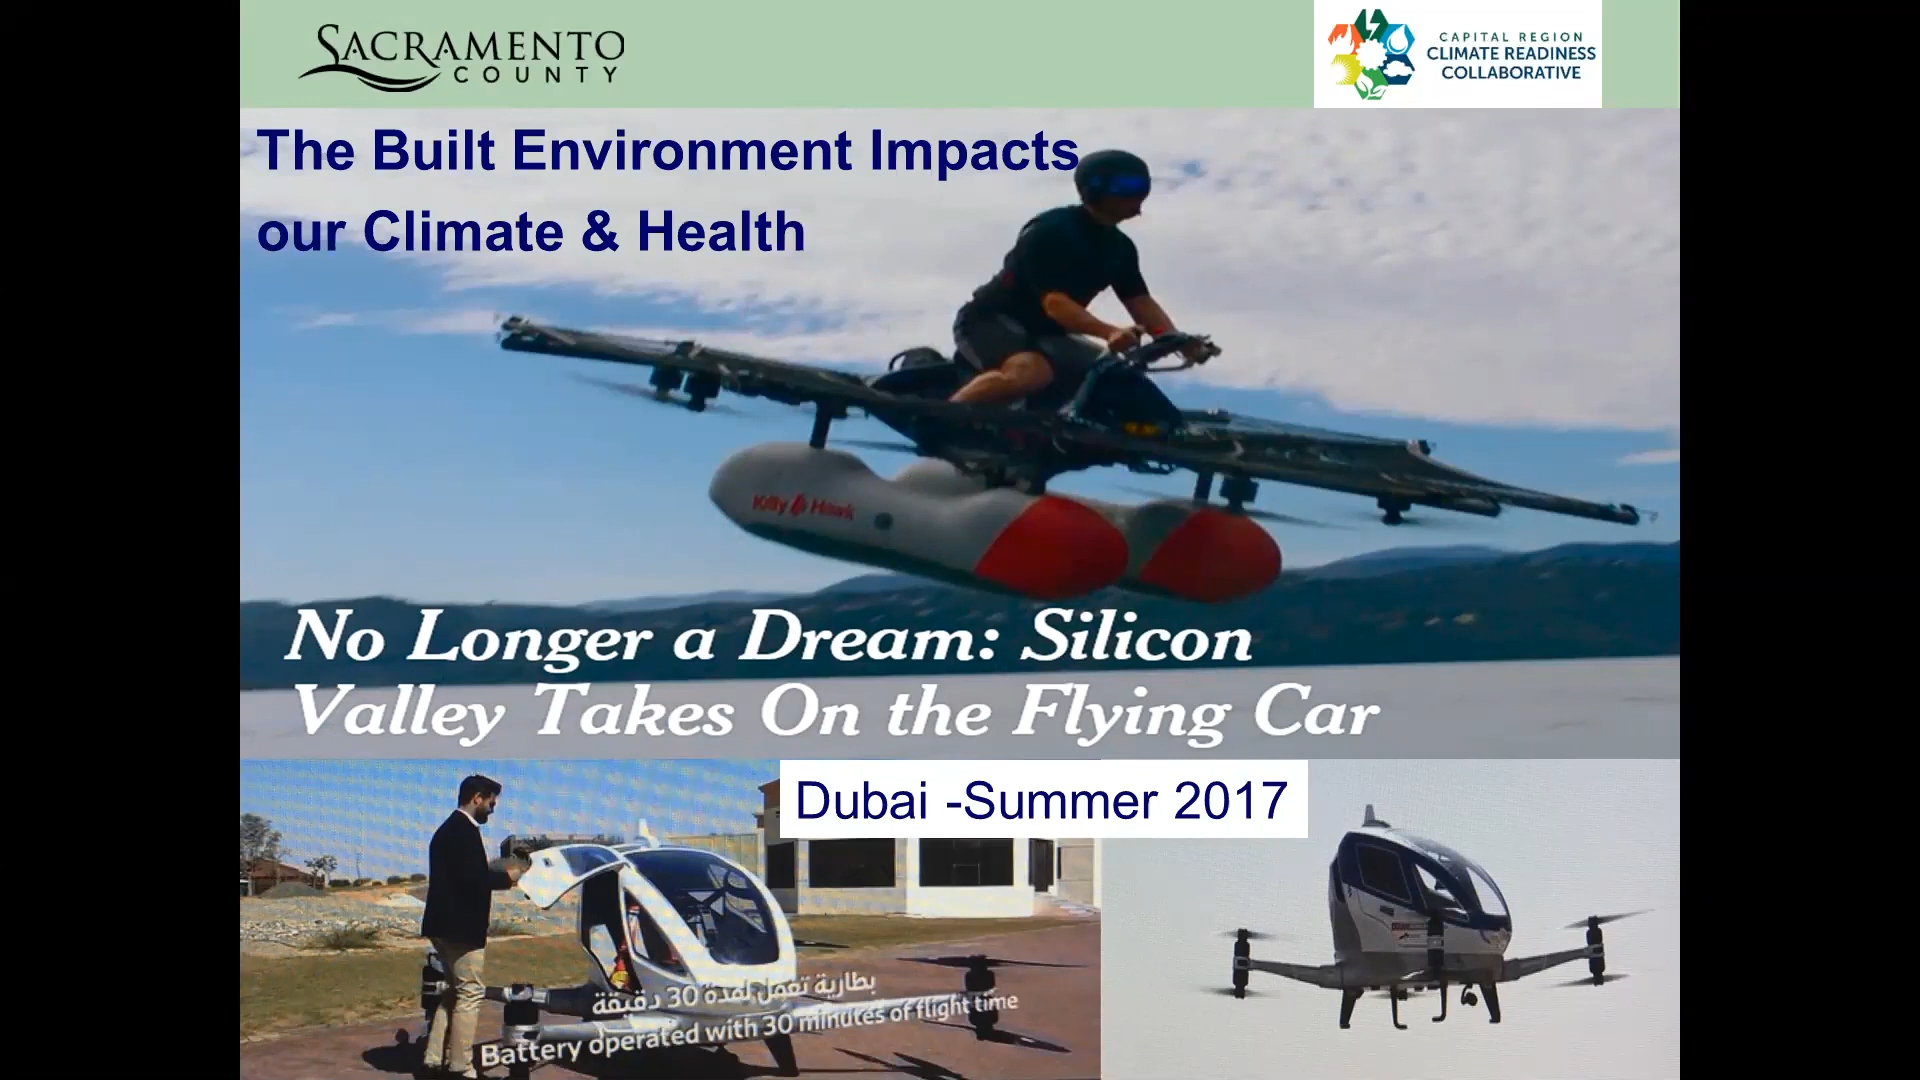 SACRAMENTO
COUNTY
CAPITAL REGION
CLIMATE READINESS
COLLABORATIVE
The Built Environment Impacts
our Climate & Health
Kitty Hawk
No Longer a Dream: Silicon
Valley Takes On the Flying Car
Dubai -Summer 2017
بطارية تعمل لمدة 30 دقيقة
Battery operated with 30 minutes of flight time